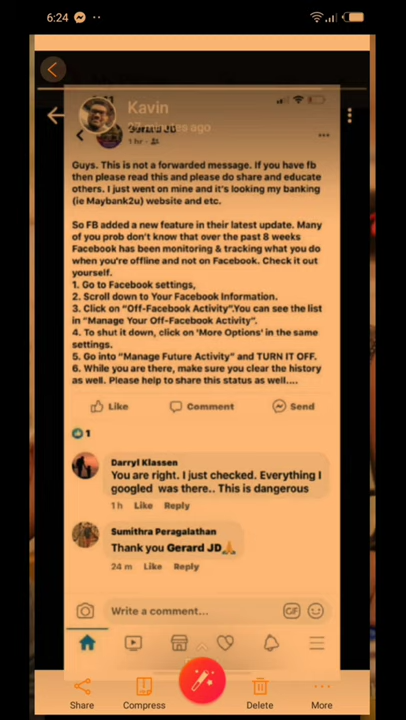 6:24
Kavin
27 minutes ago
Gerard JD
1 hr
Guys. This is not a forwarded message. If you have fb
then please read this and please do share and educate
others. I just went on mine and it's looking my banking
(ie Maybank2u) website and etc.
So FB added a new feature in their latest update. Many
of you prob don't know that over the past 8 weeks
Facebook has been monitoring & tracking what you do
when you're offline and not on Facebook. Check it out
yourself.
1. Go to Facebook settings,
2. Scroll down to Your Facebook Information.
3. Click on "Off-Facebook Activity".You can see the list
in "Manage Your Off-Facebook Activity".
4. To shut it down, click on 'More Options' in the same
settings.
5. Go into "Manage Future Activity" and TURN IT OFF.
6. While you are there, make sure you clear the history
as well. Please help to share this status as well....
Like Comment Send
1
Darryl Klassen
You are right. I just checked. Everything I
googled was there.. This is dangerous
1h Like Reply
Sumithra Peragalathan
Thank you Gerard JD🙏
24 m Like Reply
Write a comment...
GIF
Share Compress Delete More